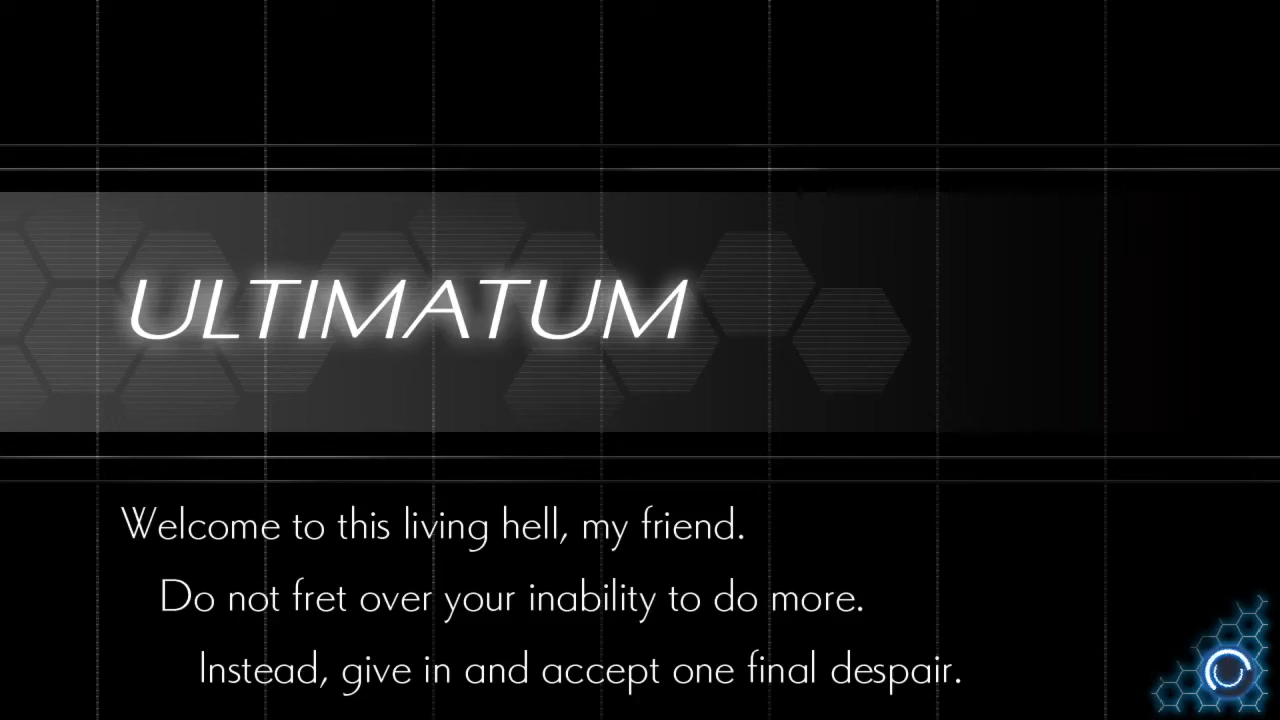 ULTIMATUM
Welcome to this living hell, my friend.
Do not fret over your inability to do more.
Instead, give in and accept one final despair.